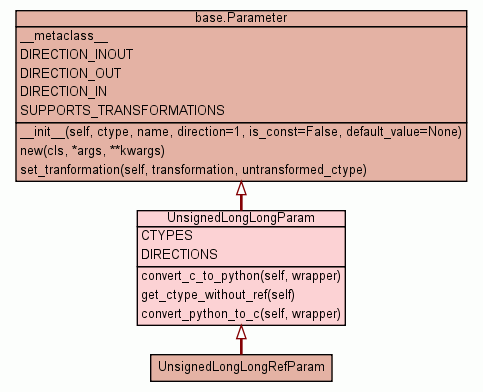 base.Parameter
__metaclass__
DIRECTION_INOUT
DIRECTION_OUT
DIRECTION_IN
SUPPORTS_TRANSFORMATIONS
__init__(self, ctype, name, direction=1, is_const=False, default_value=None)
new(cls, *args, **kwargs)
set_tranformation(self, transformation, untransformed_ctype)
UnsignedLongLongParam
CTYPES
DIRECTIONS
convert_c_to_python(self, wrapper)
get_ctype_without_ref(self)
convert_python_to_c(self, wrapper)
UnsignedLongLongRefParam